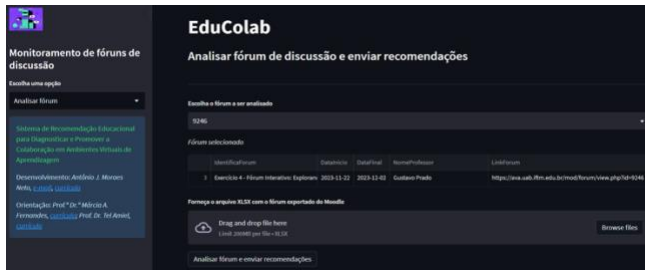 Monitoramento de fóruns de
discussão
Escolha uma opção
Analisar fórum
Sistema de Recomendação Educacional
para Diagnosticar e Promover a
Colaboração em Ambientes Virtuais de
Aprendizagem
Desenvolvimento: Antônio J. Moraes
Neto, e-mail, currículo
Orientação: Prof.ª Dr.ª Márcia A.
Fernandes, currículo; Prof. Dr. Tel Amiel,
currículo
EduColab
Analisar fórum de discussão e enviar recomendações
Escolha o fórum a ser analisado
9246
Fórum selecionado
IdentificaForum DataInicio DataFinal NomeProfessor LinkForum
Exercício 4 - Fórum Interativo: Explorand 2023-11-22 2023-12-02 Gustavo Prado https://ava.uab.iftm.edu.br/mod/forum/view.php?id=9246
Forneça o arquivo XLSX com o fórum exportado do Moodle
Drag and drop file here
Limit 200MB per file • XLSX
Browse files
Analisar fórum e enviar recomendações